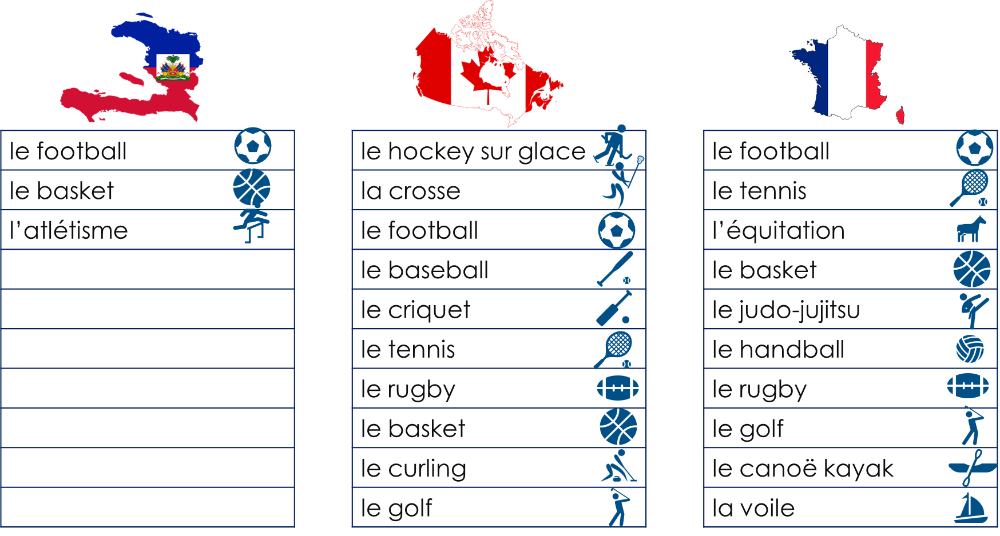 le football
le basket
l’atlétisme
le hockey sur glace
la crosse
le football
le baseball
le criquet
le tennis
le rugby
le basket
le curling
le golf
le football
le tennis
l’équitation
le basket
le judo-jujitsu
le handball
le rugby
le golf
le canoë kayak
la voile